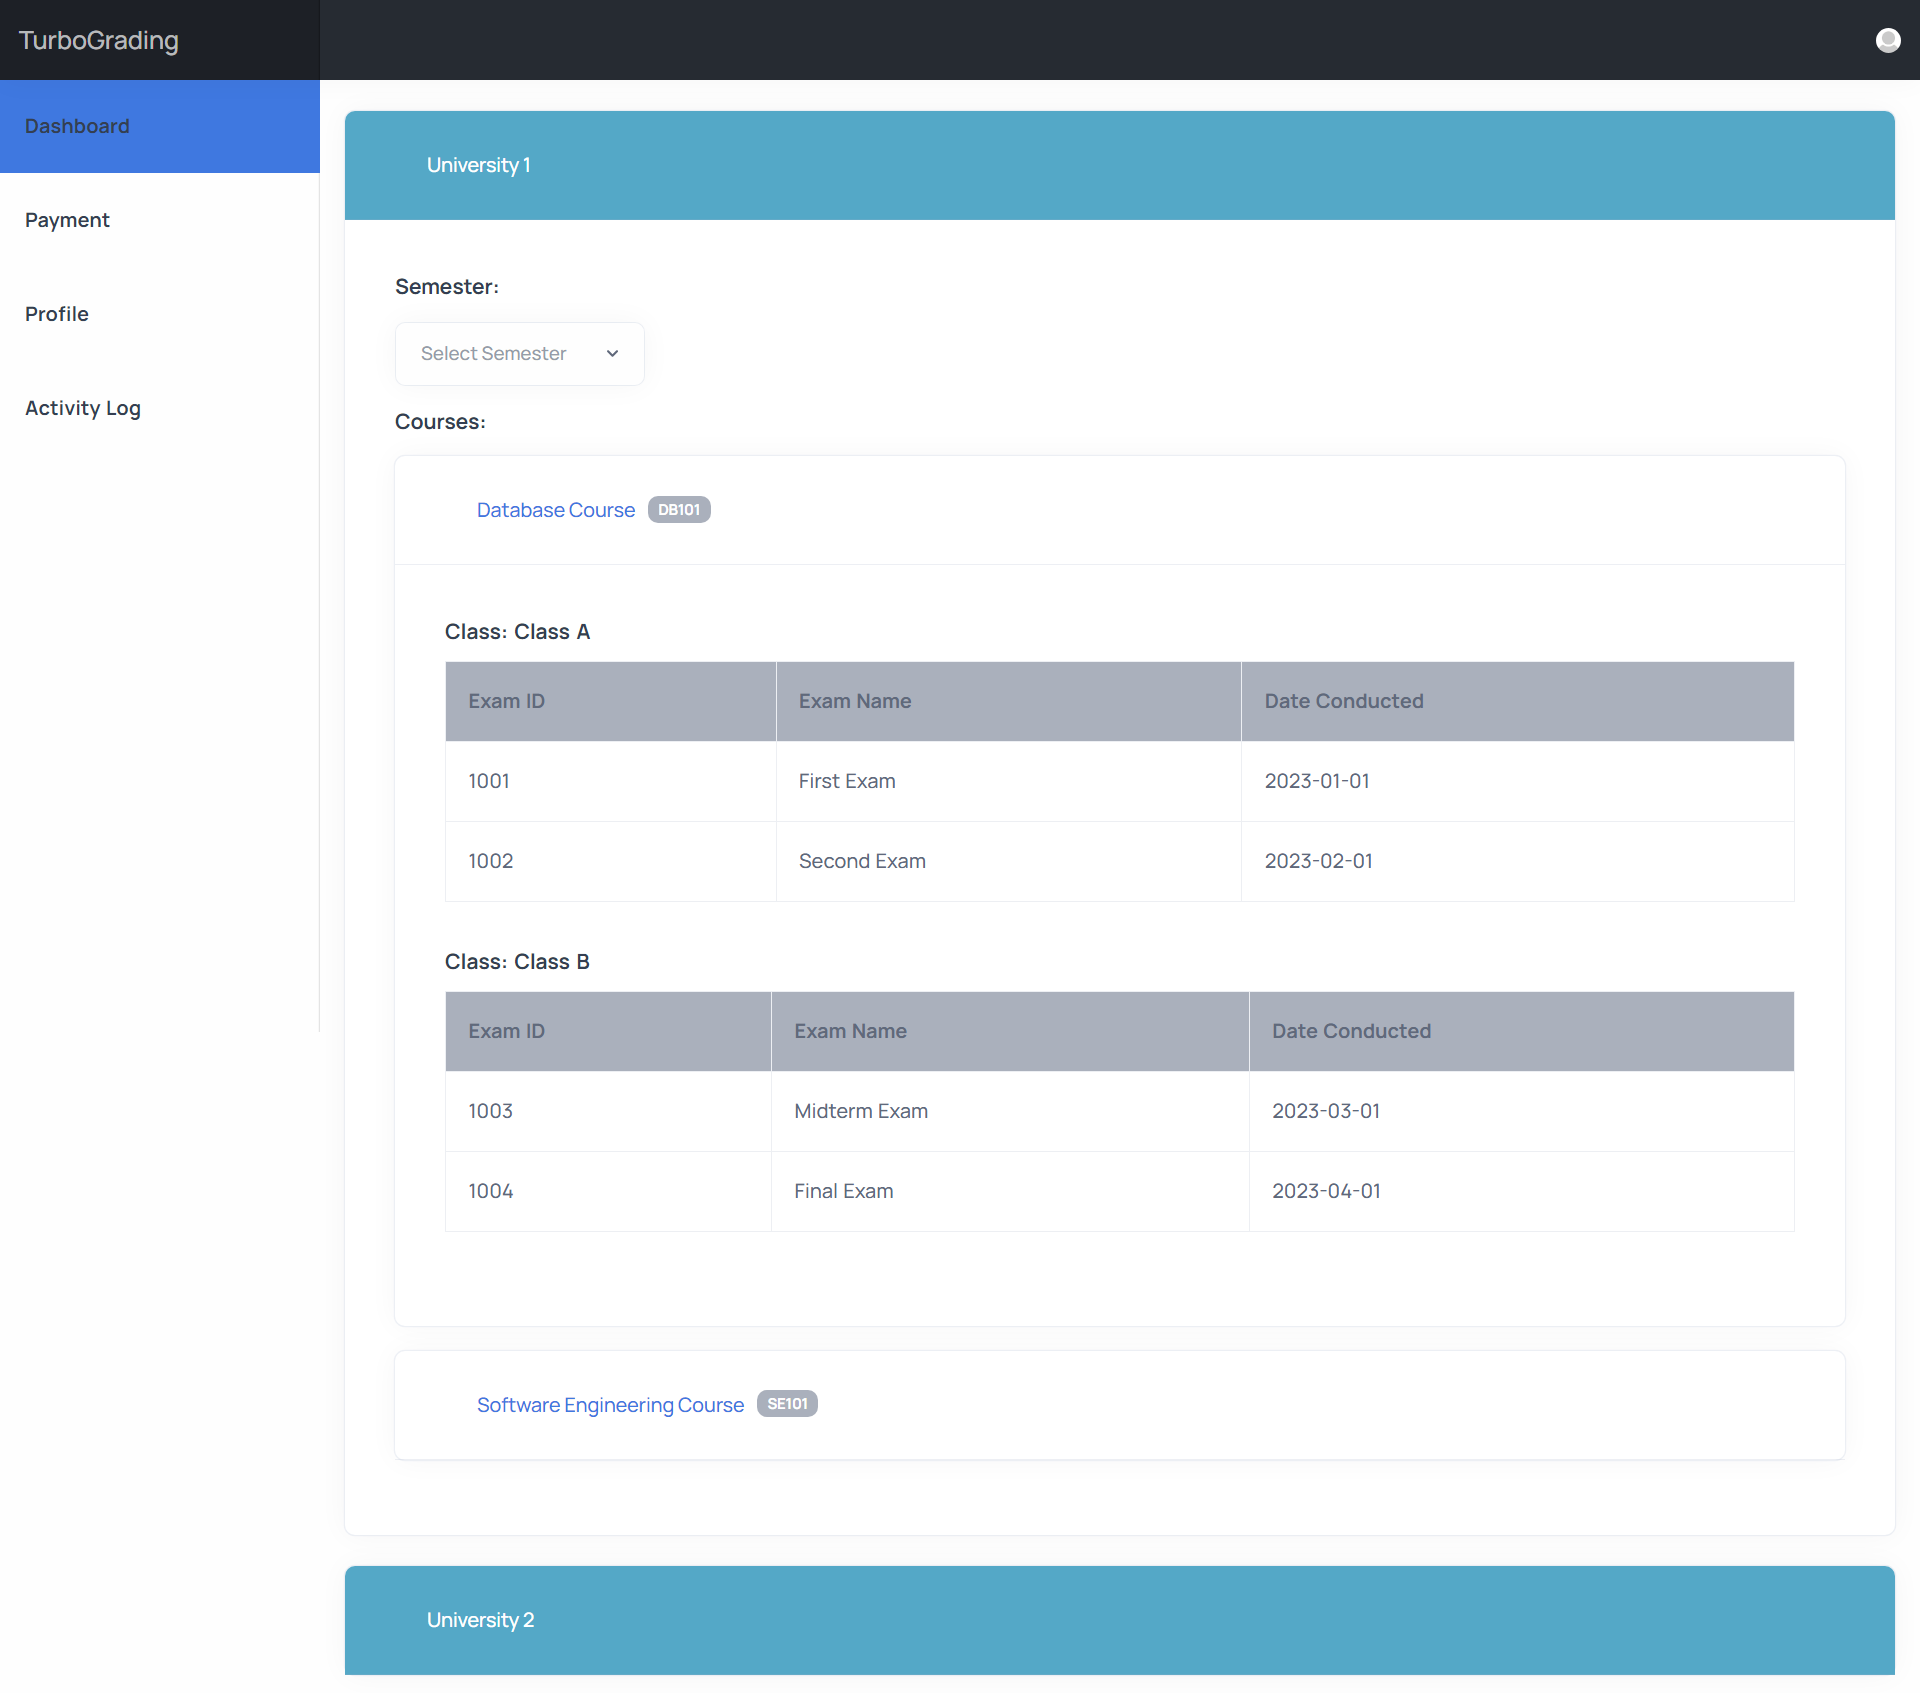 TurboGrading
Dashboard
Payment
Profile
Activity Log
University 1
Semester:
Select Semester
Courses:
Database Course DB101
Class: Class A
Exam ID Exam Name Date Conducted
1001 First Exam 2023-01-01
1002 Second Exam 2023-02-01
Class: Class B
Exam ID Exam Name Date Conducted
1003 Midterm Exam 2023-03-01
1004 Final Exam 2023-04-01
Software Engineering Course SE101
University 2